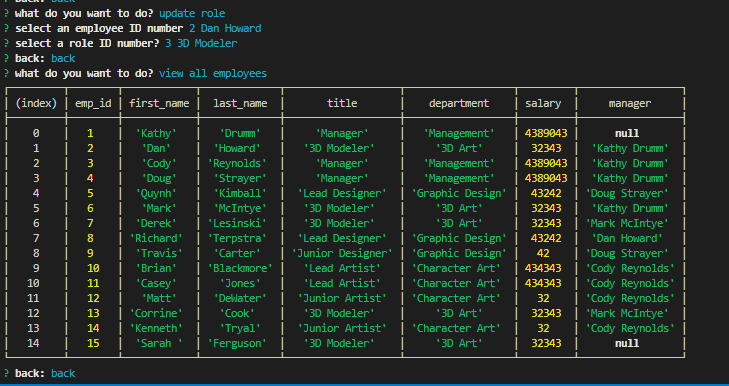 ? back: back
? what do you want to do? update role
? select an employee ID number 2 Dan Howard
? select a role ID number? 3 3D Modeler
? back: back
? what do you want to do? view all employees
(index) emp_id first_name last_name title department salary manager
0 1 'Kathy' 'Drumm' 'Manager' 'Management' 4389043 null
1 2 'Dan' 'Howard' '3D Modeler' '3D Art' 32343 'Kathy Drumm'
2 3 'Cody' 'Reynolds' 'Manager' 'Management' 4389043 'Kathy Drumm'
3 4 'Doug' 'Strayer' 'Manager' 'Management' 4389043 'Kathy Drumm'
4 5 'Quynh' 'Kimball' 'Lead Designer' 'Graphic Design' 43242 'Doug Strayer'
5 6 'Mark' 'McIntye' '3D Modeler' '3D Art' 32343 'Kathy Drumm'
6 7 'Derek' 'Lesinski' '3D Modeler' '3D Art' 32343 'Mark McIntye'
7 8 'Richard' 'Terpstra' 'Lead Designer' 'Graphic Design' 43242 'Dan Howard'
8 9 'Travis' 'Carter' 'Junior Designer' 'Graphic Design' 42 'Doug Strayer'
9 10 'Brian' 'Blackmore' 'Lead Artist' 'Character Art' 434343 'Cody Reynolds'
10 11 'Casey' 'Jones' 'Lead Artist' 'Character Art' 434343 'Cody Reynolds'
11 12 'Matt' 'DeWater' 'Junior Artist' 'Character Art' 32 'Cody Reynolds'
12 13 'Corrine' 'Cook' '3D Modeler' '3D Art' 32343 'Mark McIntye'
13 14 'Kenneth' 'Tryal' 'Junior Artist' 'Character Art' 32 'Cody Reynolds'
14 15 'Sarah ' 'Ferguson' '3D Modeler' '3D Art' 32343 null
? back: back